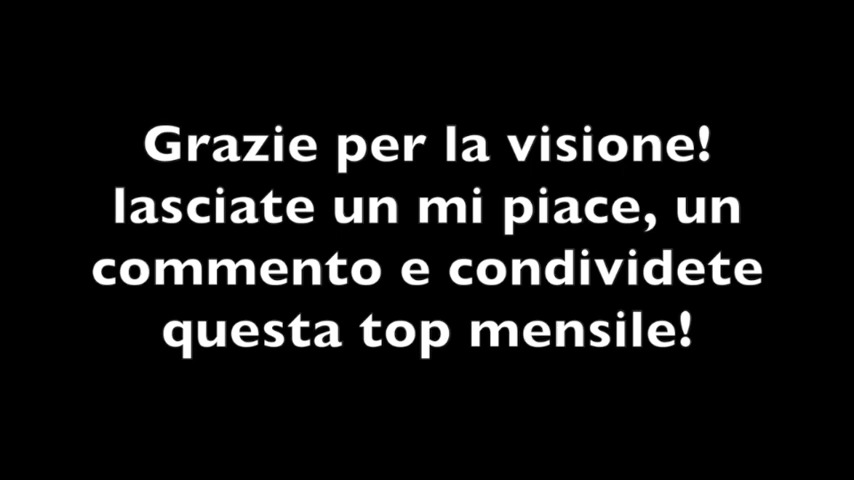 Grazie per la visione!
lasciate un mi piace, un
commento e condividete
questa top mensile!